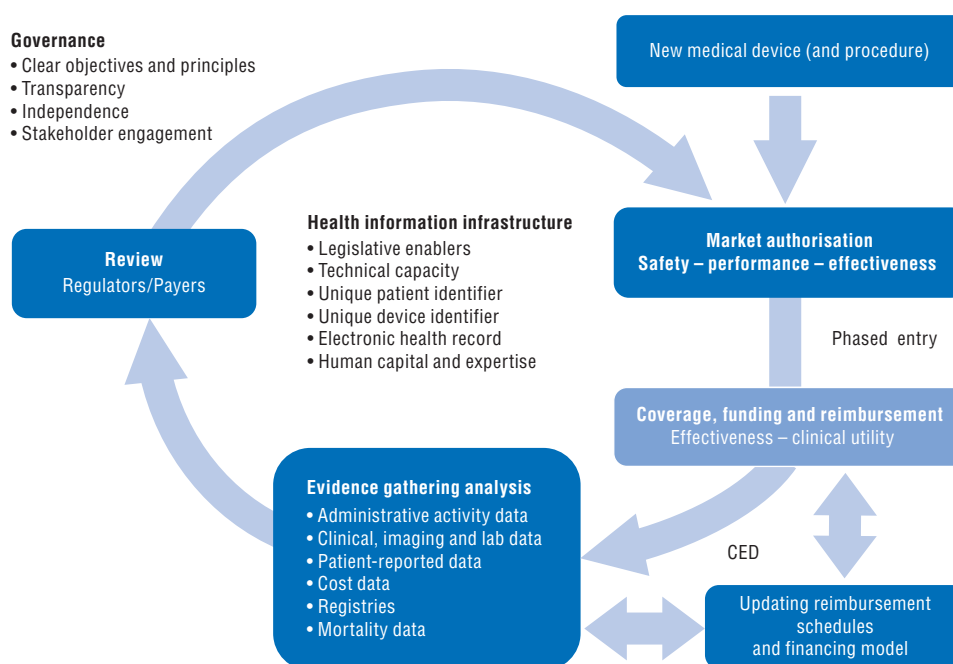 Governance
• Clear objectives and principles
• Transparency
• Independence
• Stakeholder engagement
New medical device (and procedure)
Health information infrastructure
• Legislative enablers
• Technical capacity
• Unique patient identifier
• Unique device identifier
• Electronic health record
• Human capital and expertise
Review
Regulators/Payers
Market authorisation
Safety – performance – effectiveness
Phased entry
Coverage, funding and reimbursement
Effectiveness – clinical utility
Evidence gathering analysis
• Administrative activity data
• Clinical, imaging and lab data
• Patient-reported data
• Cost data
• Registries
• Mortality data
CED
Updating reimbursement
schedules
and financing model